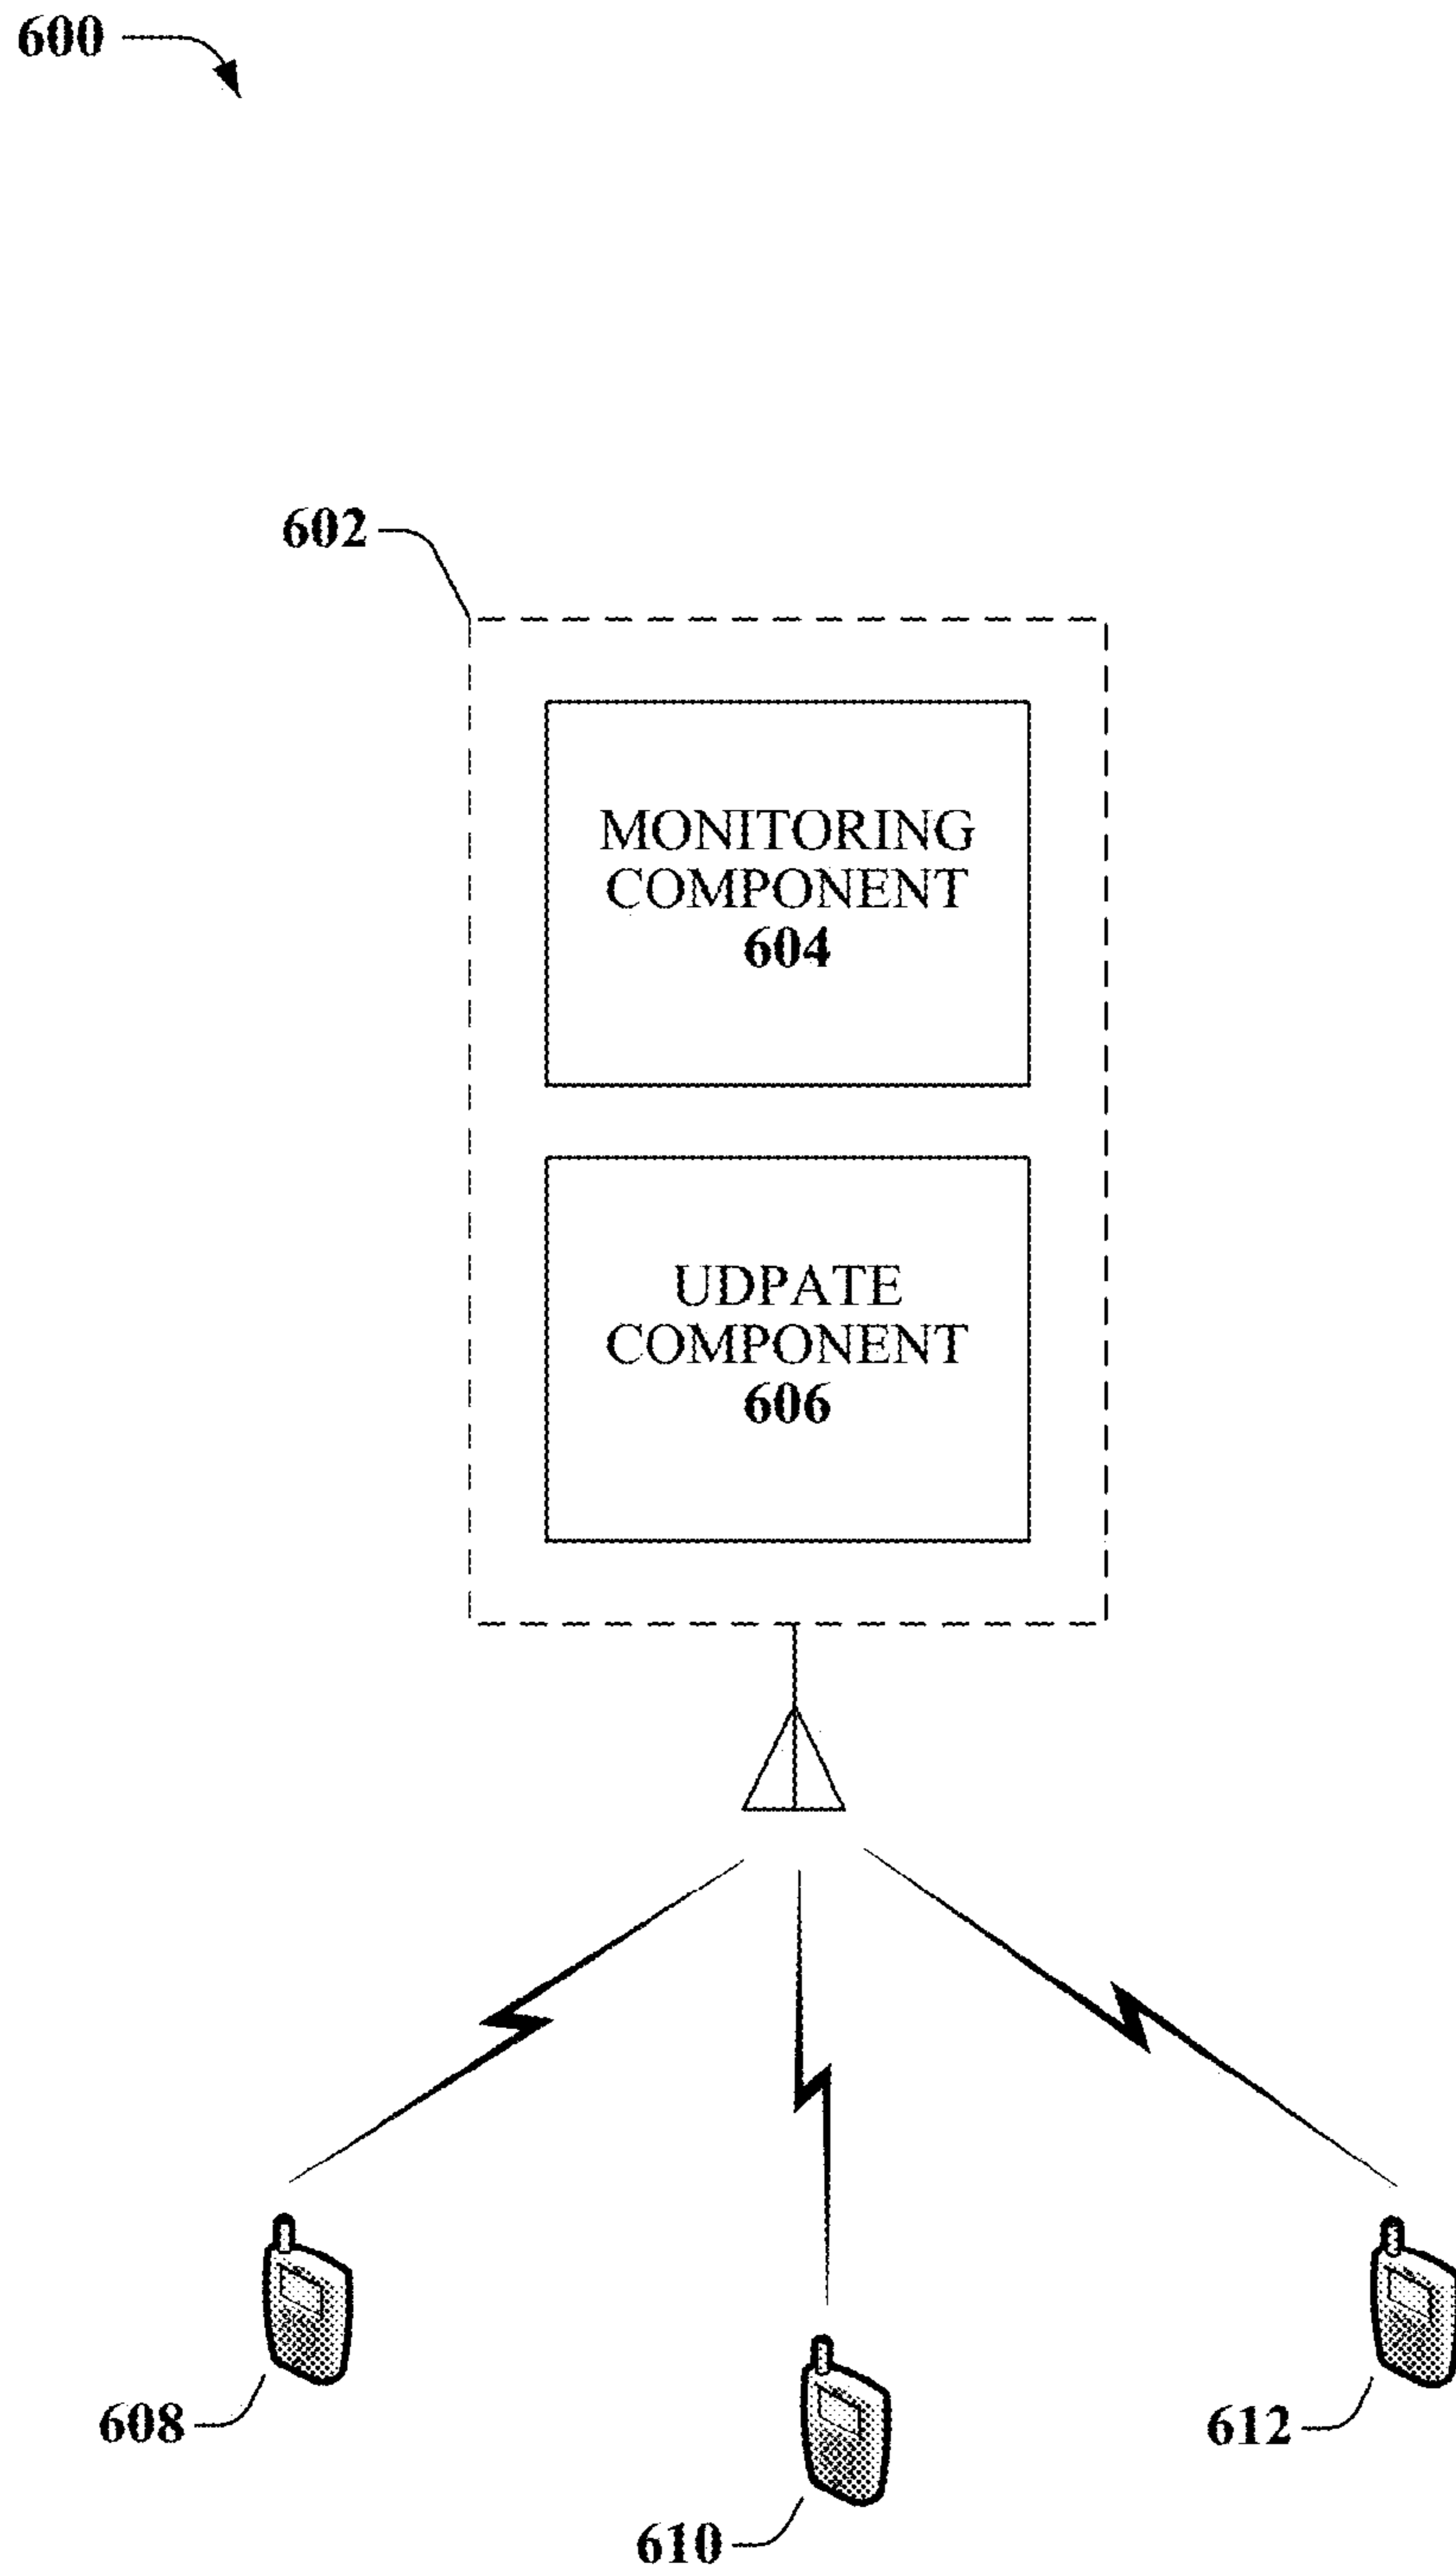 600
602
MONITORING
COMPONENT
604
UDPATE
COMPONENT
606
608
612
610